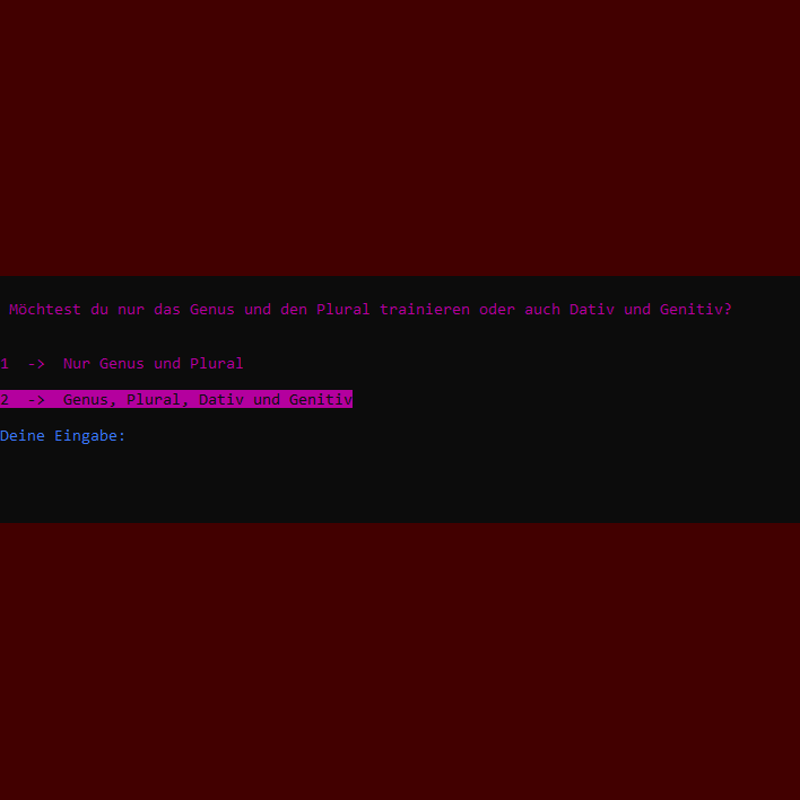 Möchtest du nur das Genus und den Plural trainieren oder auch Dativ und Genitiv?
1 -> Nur Genus und Plural
2 -> Genus, Plural, Dativ und Genitiv
Deine Eingabe: